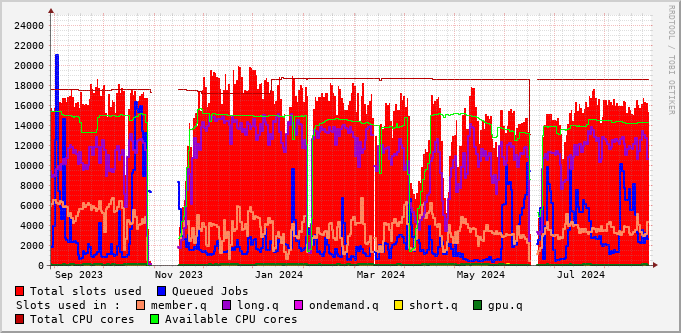 24000
22000
20000
18000
16000
14000
12000
10000
8000
6000
4000
2000
0
Sep 2023 Nov 2023 Jan 2024 Mar 2024 May 2024 Jul 2024
Total slots used Queued Jobs
Slots used in : member.q long.q ondemand.q short.q gpu.q
Total CPU cores Available CPU cores
RRDTOOL / TOBI OETIKER